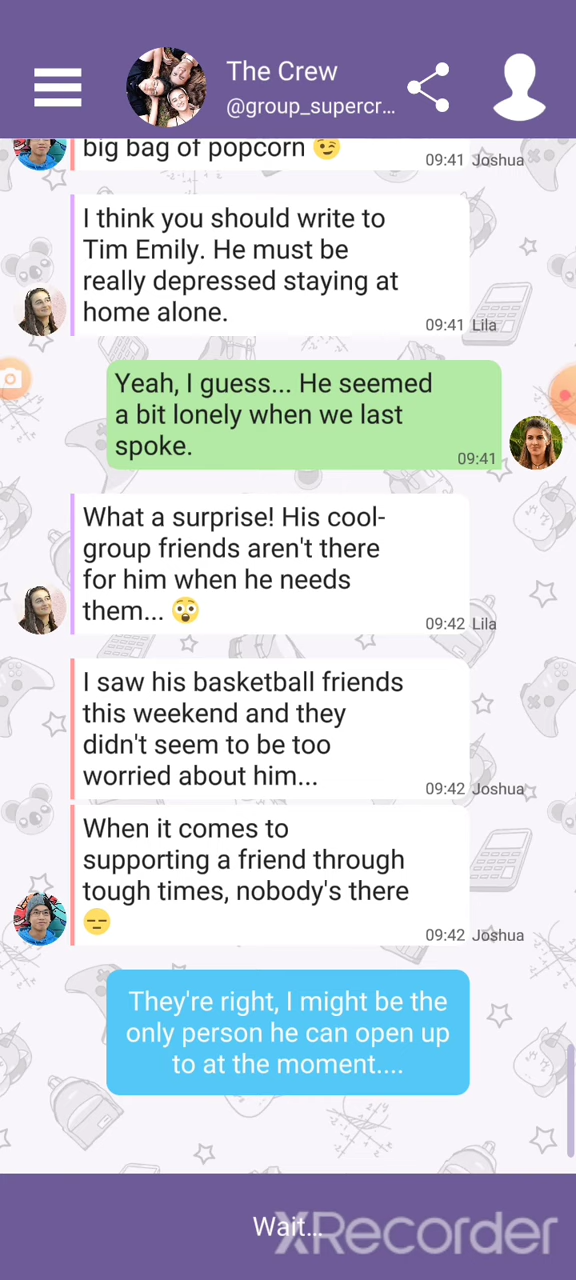 The Crew
@group_supercr...
big bag of popcorn 😉
09:41 Joshua
I think you should write to
Tim Emily. He must be
really depressed staying at
home alone.
09:41 Lila
Yeah, I guess... He seemed
a bit lonely when we last
spoke.
09:41
What a surprise! His cool-
group friends aren't there
for him when he needs
them... 😲
09:42 Lila
I saw his basketball friends
this weekend and they
didn't seem to be too
worried about him...
09:42 Joshua
When it comes to
supporting a friend through
tough times, nobody's there
😑
09:42 Joshua
They're right, I might be the
only person he can open up
to at the moment....
Wait...
XRecorder